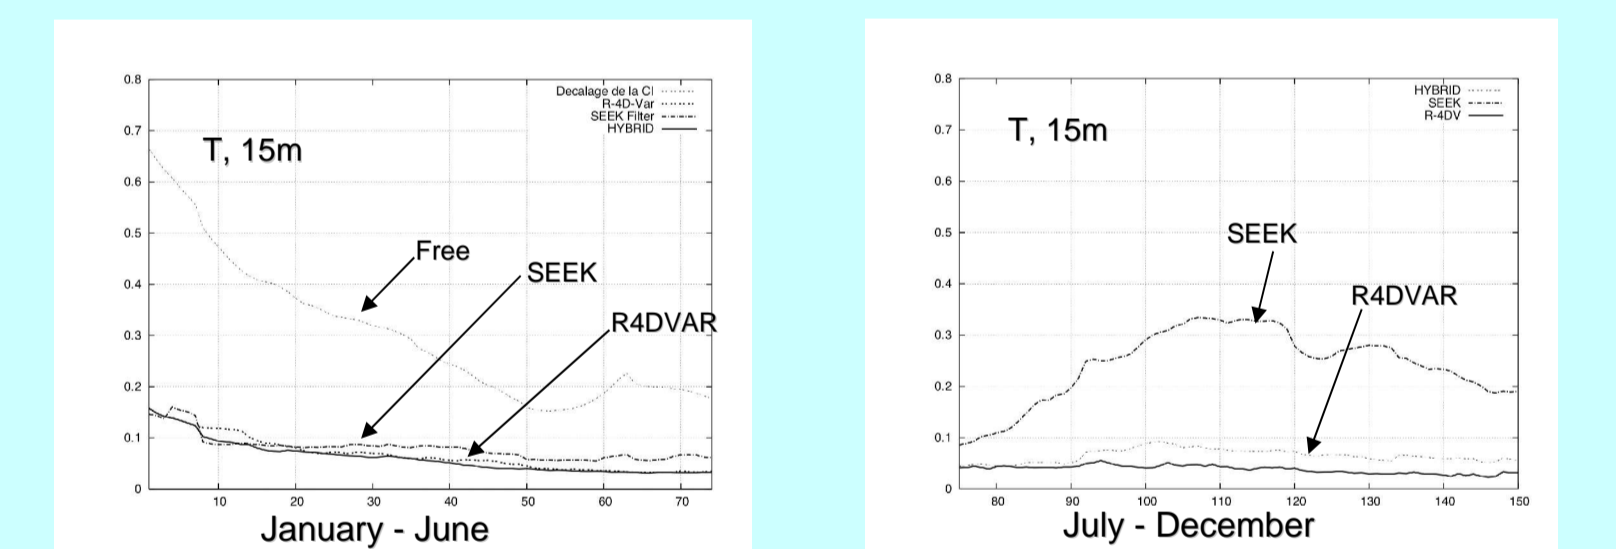 0.8
0.7
0.6
0.5
0.4
0.3
0.2
0.1
0
Decalage de la CI
R-4D-Var
SEEK Filter
HYBRID
T, 15m
Free
SEEK
R4DVAR
10 20 30 40 50 60 70
January - June
0.8
0.7
0.6
0.5
0.4
0.3
0.2
0.1
0
HYBRID
SEEK
R-4DV
T, 15m
SEEK
R4DVAR
80 90 100 110 120 130 140 150
July - December